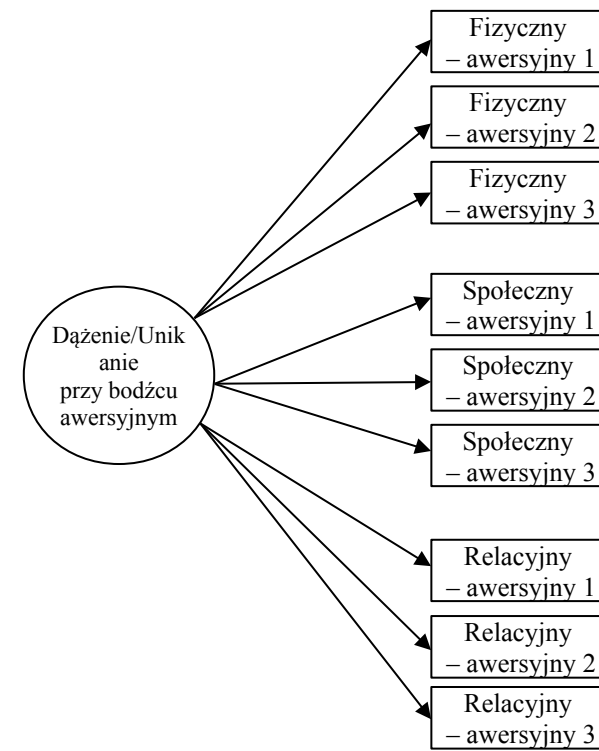 Fizyczny
– awersyjny 1
Fizyczny
– awersyjny 2
Fizyczny
– awersyjny 3
Dążenie/Unik
anie
przy bodźcu
awersyjnym
Społeczny
– awersyjny 1
Społeczny
– awersyjny 2
Społeczny
– awersyjny 3
Relacyjny
– awersyjny 1
Relacyjny
– awersyjny 2
Relacyjny
– awersyjny 3